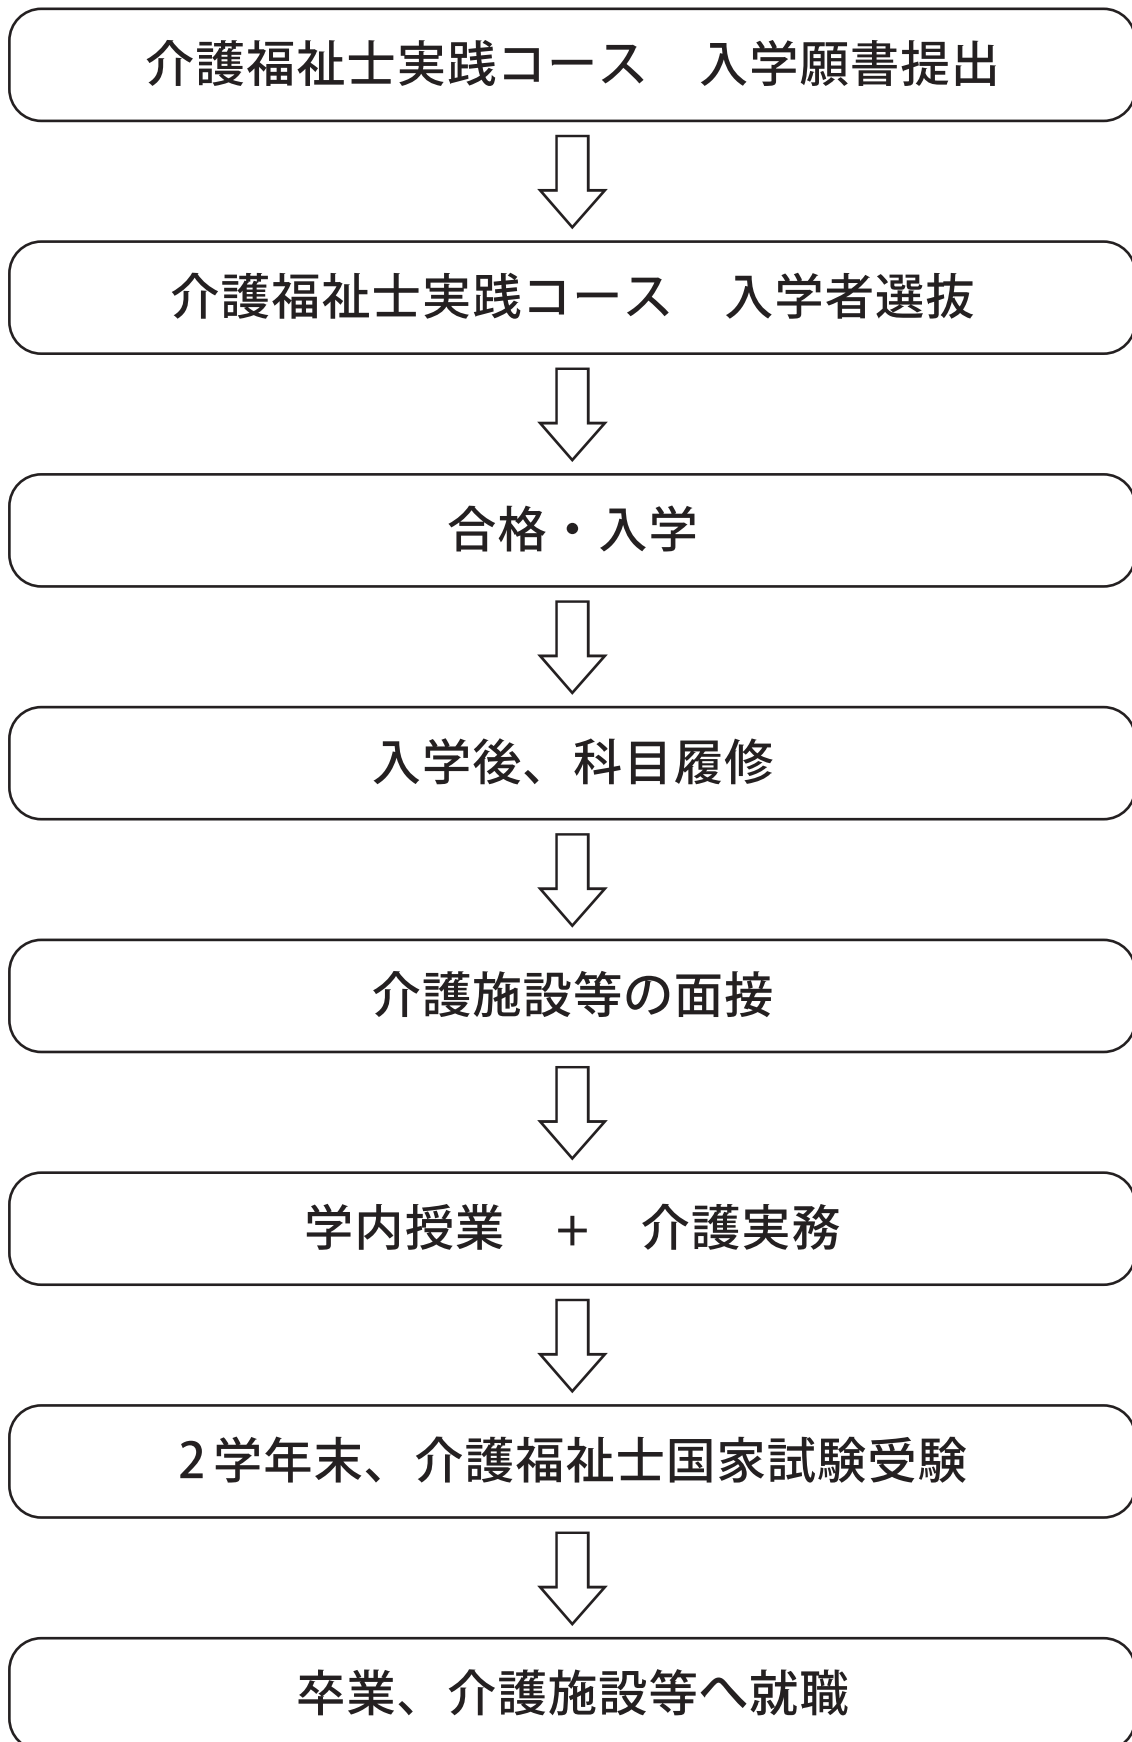 介護福祉士実践コース　入学願書提出
介護福祉士実践コース　入学者選抜
合格・入学
入学後、科目履修
介護施設等の面接
学内授業　+　介護実務
2学年末、介護福祉士国家試験受験
卒業、介護施設等へ就職